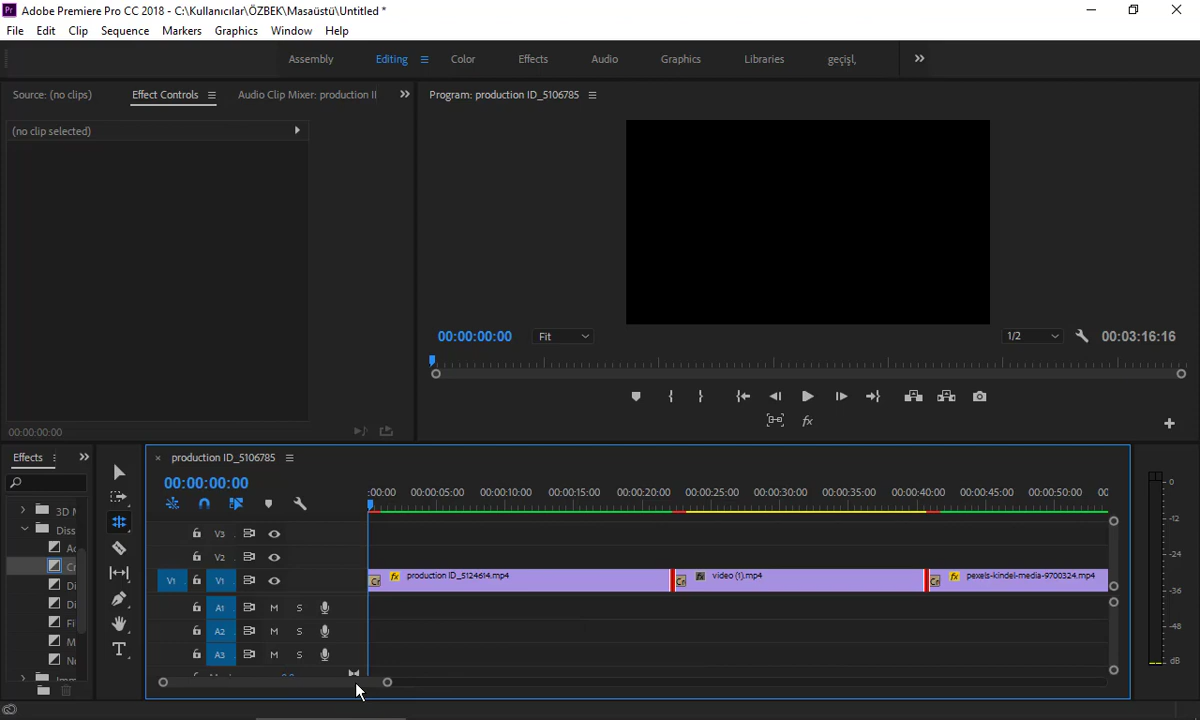 Pr Adobe Premiere Pro CC 2018 - C:\Kullanıcılar\ÖZBEK\Masaüstü\Untitled *
File Edit Clip Sequence Markers Graphics Window Help
Assembly Editing Color Effects Audio Graphics Libraries geçişl,
Source: (no clips) Effect Controls Audio Clip Mixer: production II
Program: production ID_5106785
(no clip selected)
00:00:00:00 Fit 1/2 00:03:16:16
00:00:00:00
Effects
production ID_5106785
00:00:00:00
:00:00 00:00:05:00 00:00:10:00 00:00:15:00 00:00:20:00 00:00:25:00 00:00:30:00 00:00:35:00 00:00:40:00 00:00:45:00 00:00:50:00 00
3D M
Diss
V3
V2
V1 V1 production ID_5124614.mp4 video (1).mp4 pexels-kindel-media-9700324.mp4
A1 M S
A2 M S
A3 M S
0
-12
-24
-36
-48
dB